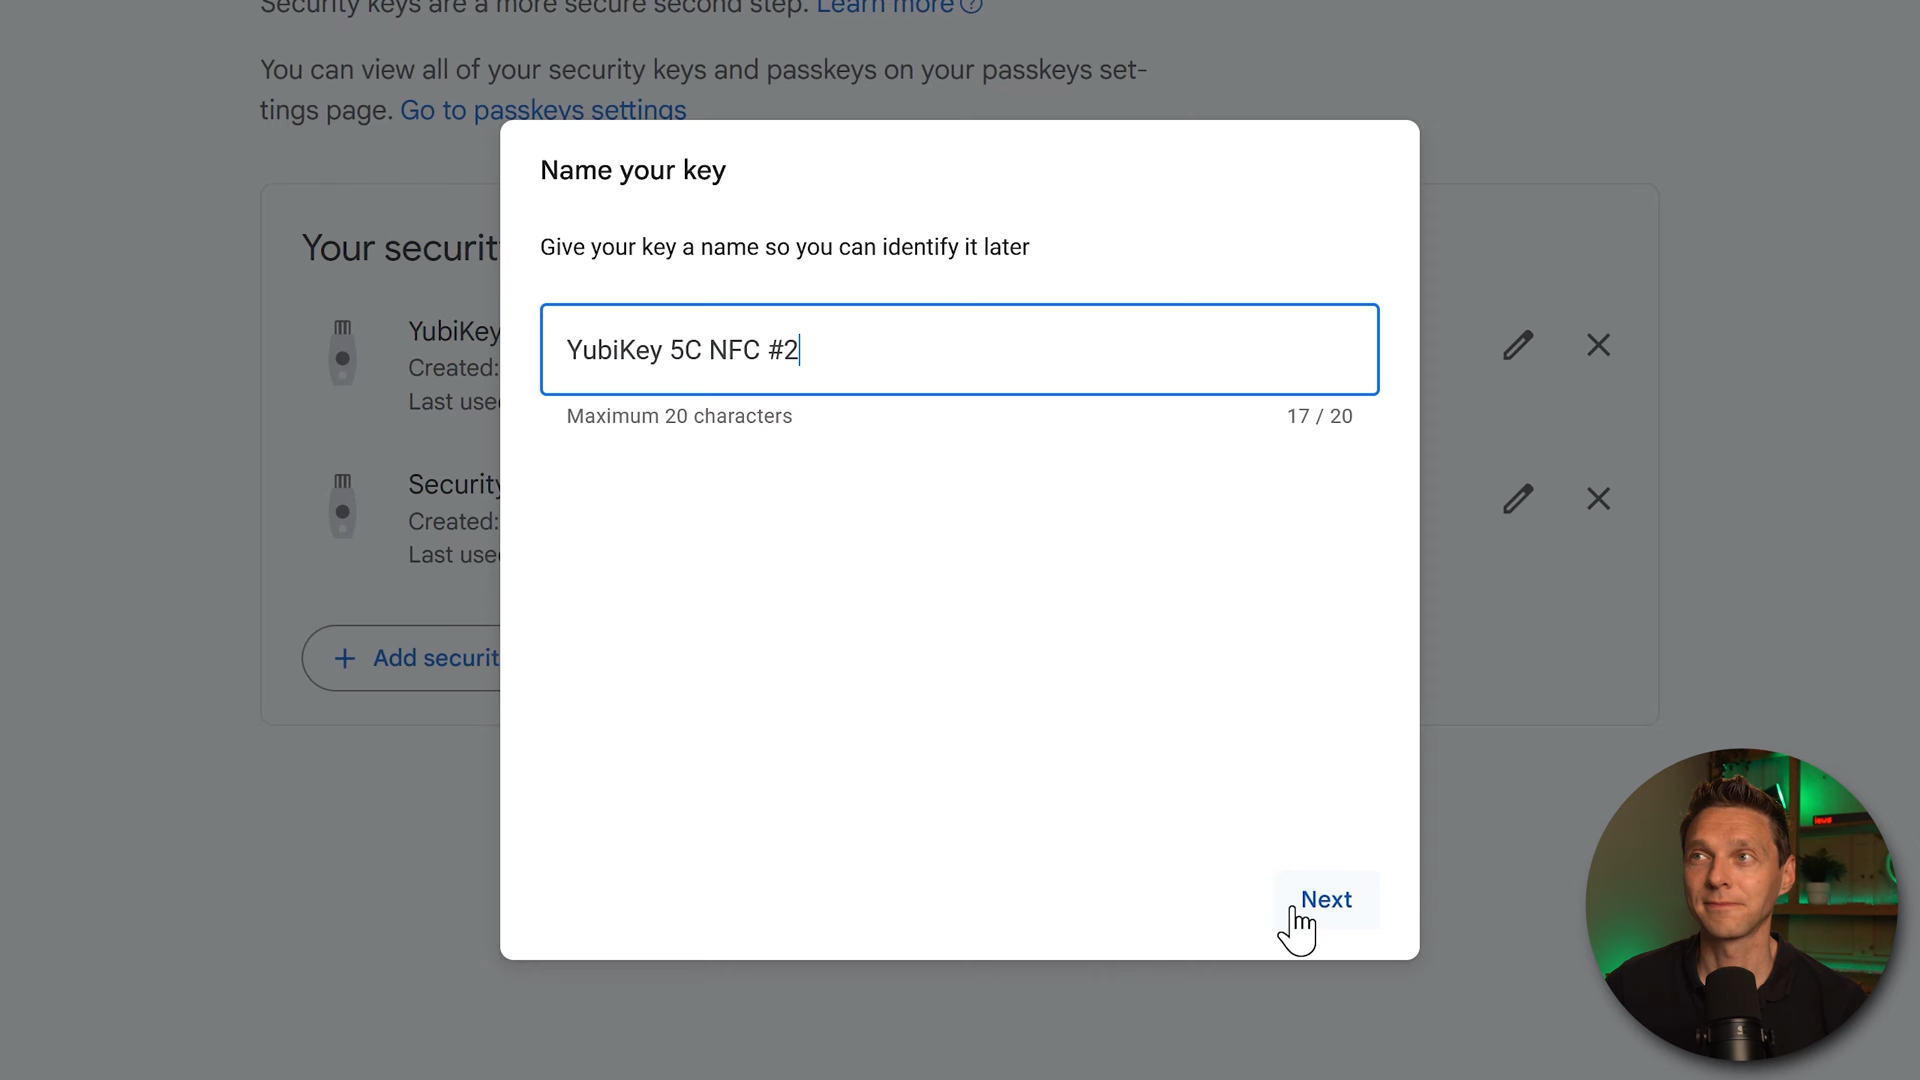 Security keys are a more secure second step. Learn more
You can view all of your security keys and passkeys on your passkeys set-
tings page. Go to passkeys settings
Name your key
Give your key a name so you can identify it later
Your securit
YubiKey
Created:
Last use
YubiKey 5C NFC #2
Maximum 20 characters
17 / 20
Security
Created:
Last use
+ Add securit
Next